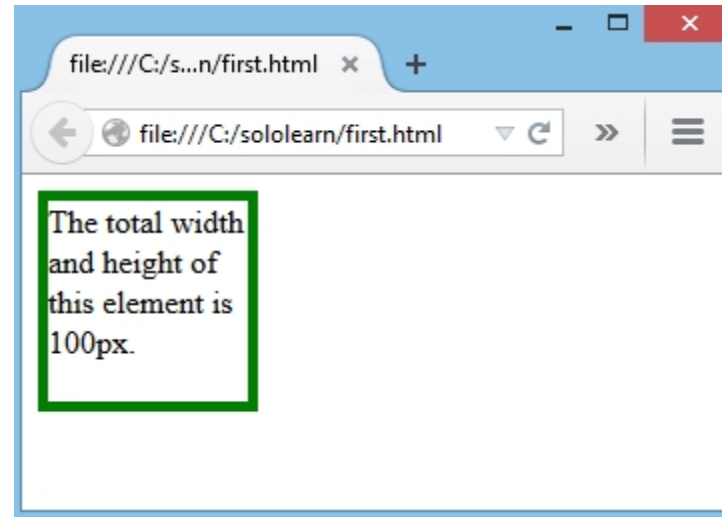 file:///C:/s...n/first.html
file:///C:/sololearn/first.html
The total width
and height of
this element is
100px.